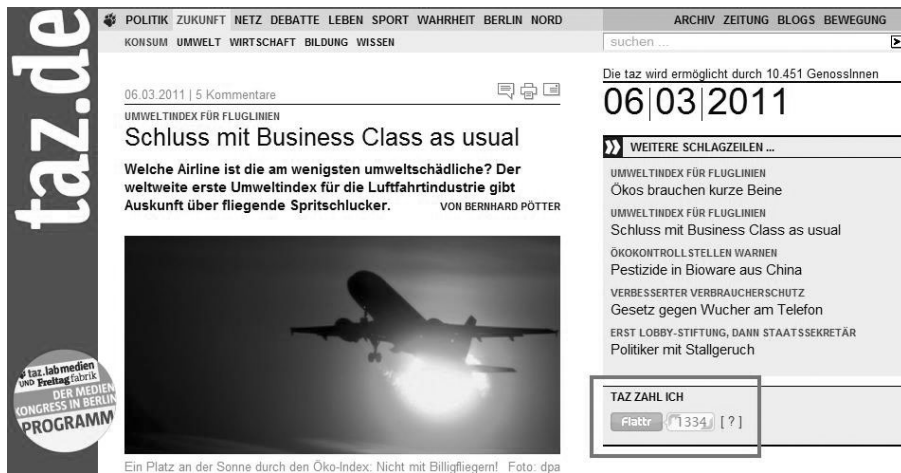 taz.de
POLITIK ZUKUNFT NETZ DEBATTE LEBEN SPORT WAHRHEIT BERLIN NORD
KONSUM UMWELT WIRTSCHAFT BILDUNG WISSEN
ARCHIV ZEITUNG BLOGS BEWEGUNG
suchen ...
06.03.2011 | 5 Kommentare
UMWELTINDEX FÜR FLUGLINIEN
Schluss mit Business Class as usual
Welche Airline ist die am wenigsten umweltschädliche? Der
weltweite erste Umweltindex für die Luftfahrtindustrie gibt
Auskunft über fliegende Spritschlucker. VON BERNHARD PÖTTER
taz.labmedien
UND Freitagfabrik
DER MEDIEN
KONGRESS IN BERLIN
PROGRAMM
Ein Platz an der Sonne durch den Öko-Index: Nicht mit Billigfliegern! Foto: dpa
Die taz wird ermöglicht durch 10.451 GenossInnen
06|03|2011
WEITERE SCHLAGZEILEN ...
UMWELTINDEX FÜR FLUGLINIEN
Ökos brauchen kurze Beine
UMWELTINDEX FÜR FLUGLINIEN
Schluss mit Business Class as usual
ÖKOKONTROLLSTELLEN WARNEN
Pestizide in Bioware aus China
VERBESSERTER VERBRAUCHERSCHUTZ
Gesetz gegen Wucher am Telefon
ERST LOBBY-STIFTUNG, DANN STAATSSEKRETÄR
Politiker mit Stallgeruch
TAZ ZAHL ICH
Flattr 1334 [ ? ]